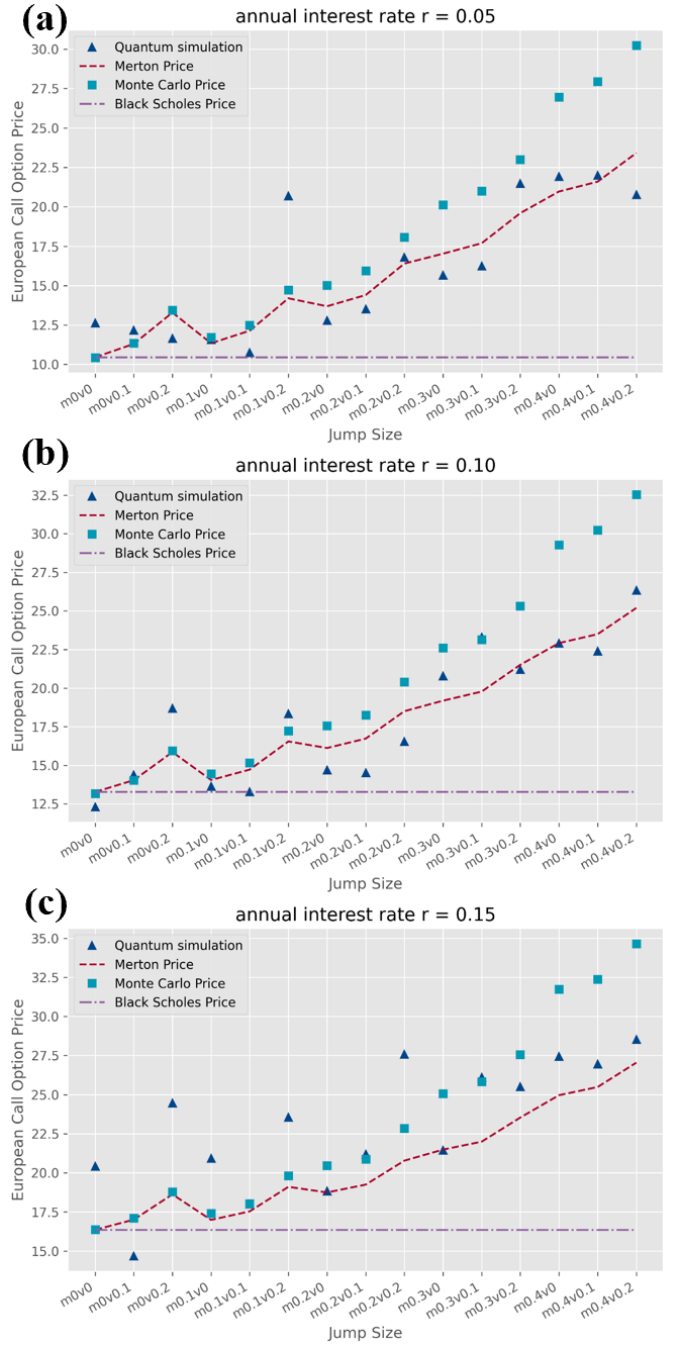 (a)
annual interest rate r = 0.05
European Call Option Price
30.0
27.5
25.0
22.5
20.0
17.5
15.0
12.5
10.0
Quantum simulation
Merton Price
Monte Carlo Price
Black Scholes Price
m0v0
m0v0.1
m0v0.2
m0.1v0
m0.1v0.1
m0.1v0.2
m0.2v0
m0.2v0.1
m0.2v0.2
m0.3v0
m0.3v0.1
m0.3v0.2
m0.4v0
m0.4v0.1
m0.4v0.2
Jump Size
(b)
annual interest rate r = 0.10
European Call Option Price
32.5
30.0
27.5
25.0
22.5
20.0
17.5
15.0
12.5
Quantum simulation
Merton Price
Monte Carlo Price
Black Scholes Price
m0v0
m0v0.1
m0v0.2
m0.1v0
m0.1v0.1
m0.1v0.2
m0.2v0
m0.2v0.1
m0.2v0.2
m0.3v0
m0.3v0.1
m0.3v0.2
m0.4v0
m0.4v0.1
m0.4v0.2
Jump Size
(c)
annual interest rate r = 0.15
European Call Option Price
35.0
32.5
30.0
27.5
25.0
22.5
20.0
17.5
15.0
Quantum simulation
Merton Price
Monte Carlo Price
Black Scholes Price
m0v0
m0v0.1
m0v0.2
m0.1v0
m0.1v0.1
m0.1v0.2
m0.2v0
m0.2v0.1
m0.2v0.2
m0.3v0
m0.3v0.1
m0.3v0.2
m0.4v0
m0.4v0.1
m0.4v0.2
Jump Size